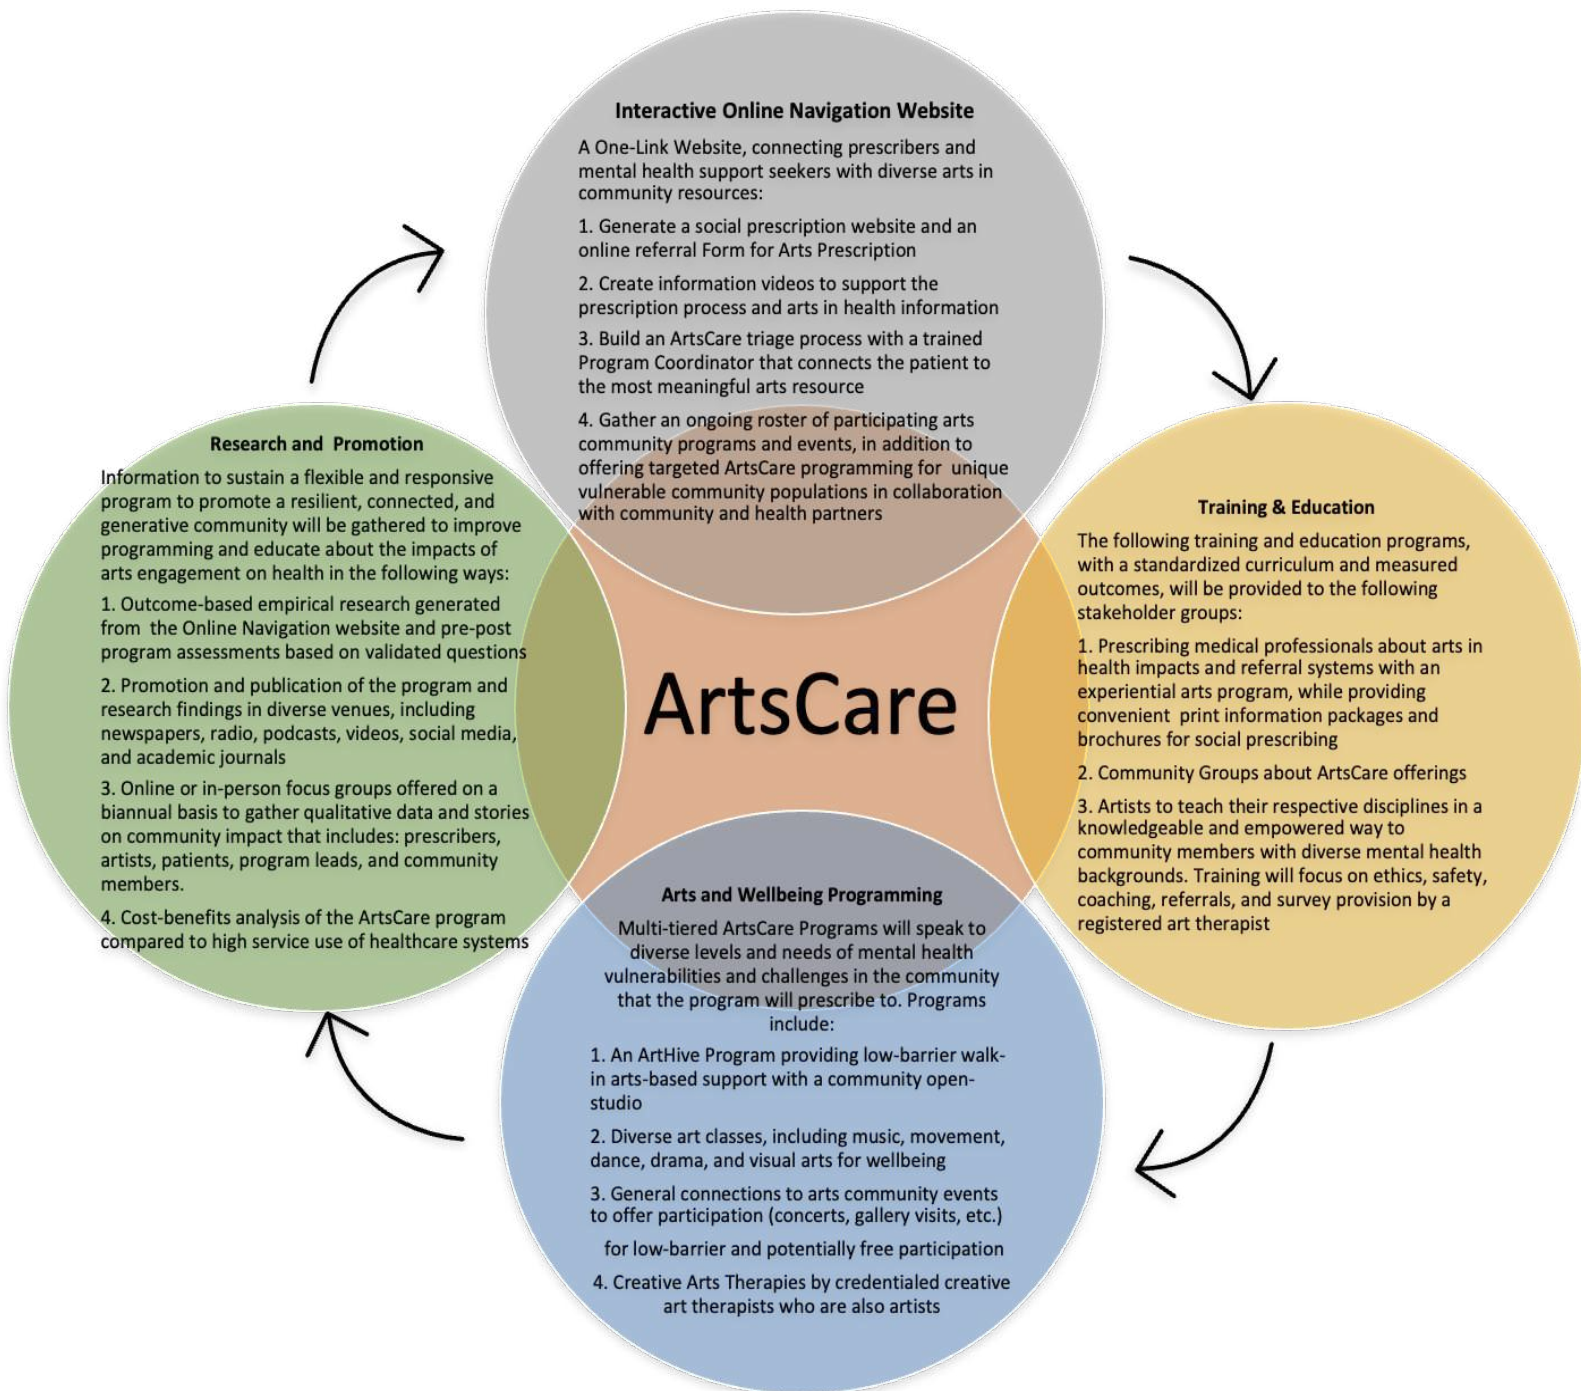 Interactive Online Navigation Website
A One-Link Website, connecting prescribers and
mental health support seekers with diverse arts in
community resources:
1. Generate a social prescription website and an
online referral Form for Arts Prescription
2. Create information videos to support the
prescription process and arts in health information
3. Build an ArtsCare triage process with a trained
Program Coordinator that connects the patient to
the most meaningful arts resource
4. Gather an ongoing roster of participating arts
community programs and events, in addition to
offering targeted ArtsCare programming for unique
vulnerable community populations in collaboration
with community and health partners
Research and Promotion
Information to sustain a flexible and responsive
program to promote a resilient, connected, and
generative community will be gathered to improve
programming and educate about the impacts of
arts engagement on health in the following ways:
1. Outcome-based empirical research generated
from the Online Navigation website and pre-post
program assessments based on validated questions
2. Promotion and publication of the program and
research findings in diverse venues, including
newspapers, radio, podcasts, videos, social media,
and academic journals
3. Online or in-person focus groups offered on a
biannual basis to gather qualitative data and stories
on community impact that includes: prescribers,
artists, patients, program leads, and community
members.
4. Cost-benefits analysis of the ArtsCare program
compared to high service use of healthcare systems
ArtsCare
Training & Education
The following training and education programs,
with a standardized curriculum and measured
outcomes, will be provided to the following
stakeholder groups:
1. Prescribing medical professionals about arts in
health impacts and referral systems with an
experiential arts program, while providing
convenient print information packages and
brochures for social prescribing
2. Community Groups about ArtsCare offerings
3. Artists to teach their respective disciplines in a
knowledgeable and empowered way to
community members with diverse mental health
backgrounds. Training will focus on ethics, safety,
coaching, referrals, and survey provision by a
registered art therapist
Arts and Wellbeing Programming
Multi-tiered ArtsCare Programs will speak to
diverse levels and needs of mental health
vulnerabilities and challenges in the community
that the program will prescribe to. Programs
include:
1. An ArtHive Program providing low-barrier walk-
in arts-based support with a community open-
studio
2. Diverse art classes, including music, movement,
dance, drama, and visual arts for wellbeing
3. General connections to arts community events
to offer participation (concerts, gallery visits, etc.)
for low-barrier and potentially free participation
4. Creative Arts Therapies by credentialed creative
art therapists who are also artists